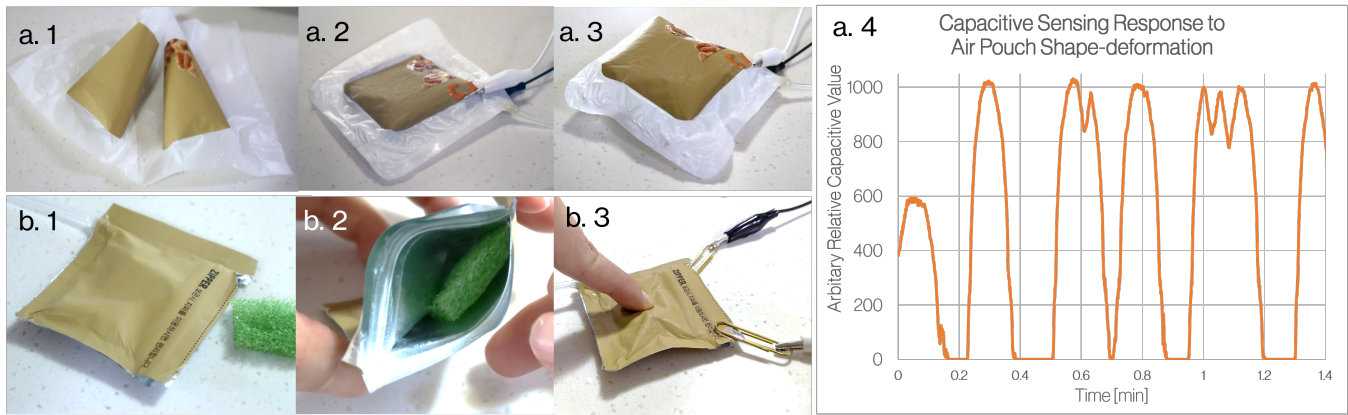 a. 1
a. 2
a. 3
a. 4
Capacitive Sensing Response to
Air Pouch Shape-deformation
Arbitary Relative Capacitive Value
1000
800
600
400
200
0
0
0.2
0.4
0.6
0.8
1
1.2
1.4
Time [min]
b. 1
ZIPPER
b. 2
b. 3
ZIPPER